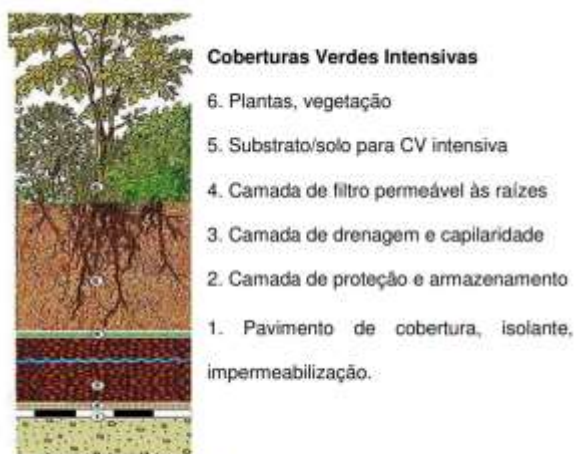 Coberturas Verdes Intensivas
6. Plantas, vegetação
5. Substrato/solo para CV intensiva
4. Camada de filtro permeável às raízes
3. Camada de drenagem e capilaridade
2. Camada de proteção e armazenamento
1. Pavimento de cobertura, isolante,
impermeabilização.